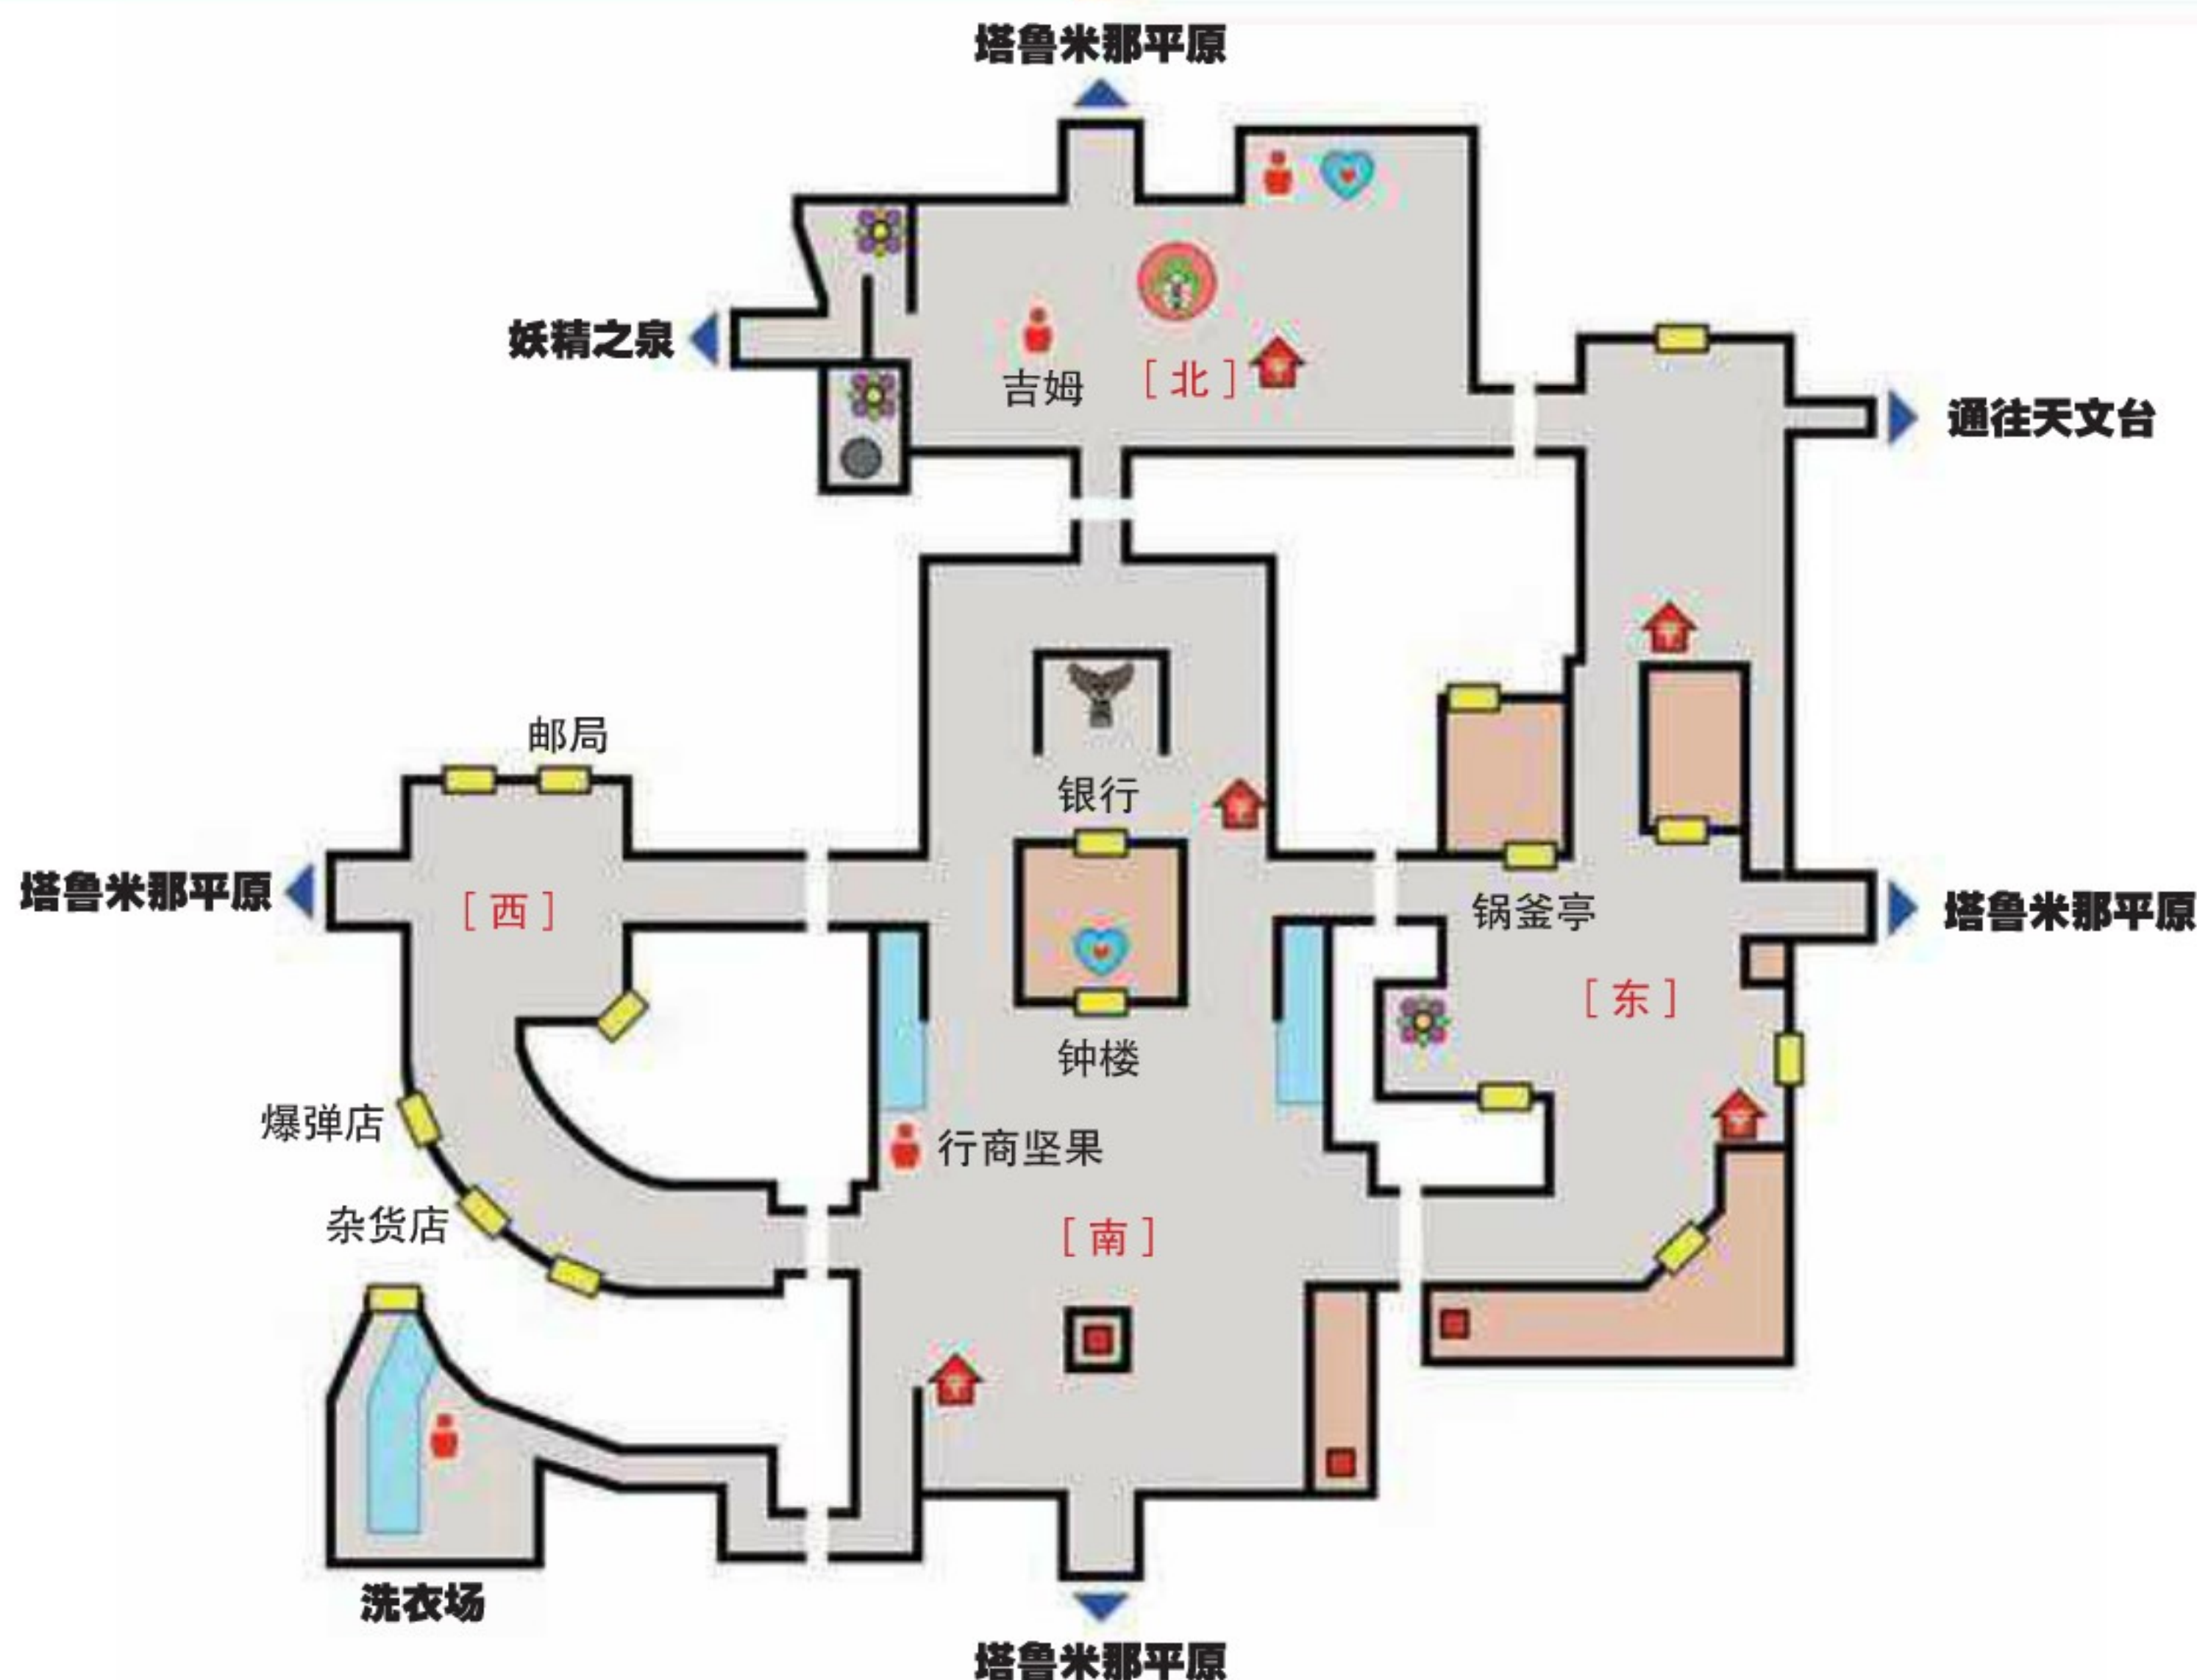 塔鲁米那平原
妖精之泉
吉姆
[ 北 ]
通往天文台
邮局
银行
塔鲁米那平原
[ 西 ]
锅釜亭
塔鲁米那平原
[ 东 ]
钟楼
爆弹店
行商坚果
杂货店
[ 南 ]
洗衣场
塔鲁米那平原